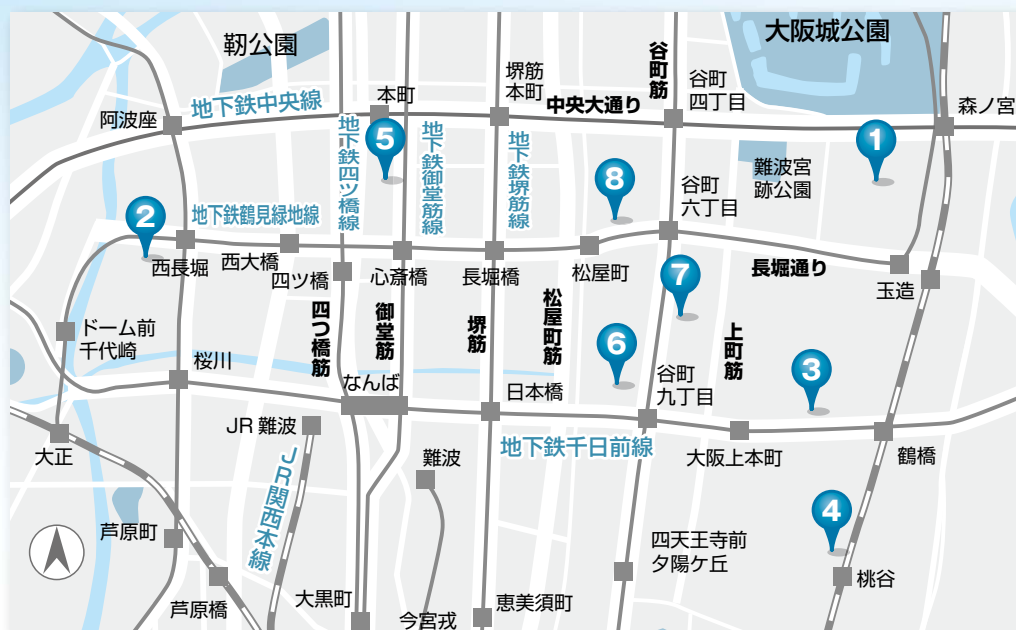 靭公園
大阪城公園
谷町筋
堺筋
本町
谷町
四丁目
本町
中央大通り
地下鉄中央線
阿波座
森ノ宮
地下鉄四ツ橋線
地下鉄御堂筋線
地下鉄堺筋線
5
1
難波宮
跡公園
8
谷町
六丁目
2
地下鉄鶴見緑地線
西長堀
西大橋
四ツ橋
心斎橋
長堀橋
松屋町
長堀通り
玉造
7
ドーム前
千代崎
四つ橋筋
御堂筋
堺筋
松屋町筋
上町筋
6
3
桜川
なんば
日本橋
谷町
九丁目
JR 難波
地下鉄千日前線
大阪上本町
鶴橋
大正
JR関西本線
難波
4
芦原町
四天王寺前
夕陽ケ丘
桃谷
芦原橋
大黒町
今宮戎
恵美須町